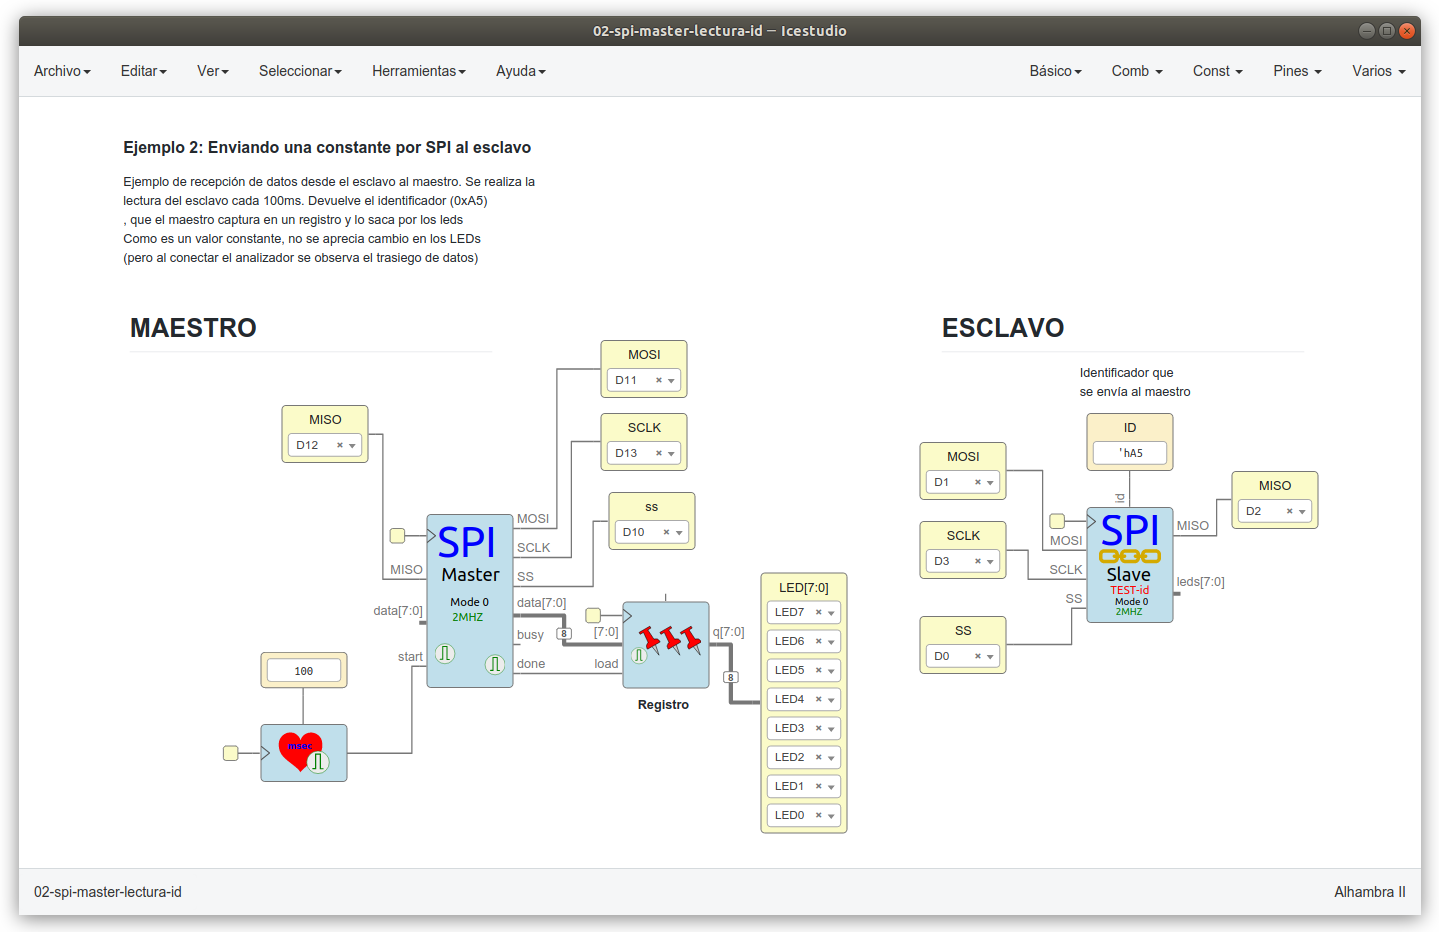 02-spi-master-lectura-id — Icestudio
Archivo Editar Ver Seleccionar Herramientas Ayuda Básico Comb Const Pines Varios
Ejemplo 2: Enviando una constante por SPI al esclavo
Ejemplo de recepción de datos desde el esclavo al maestro. Se realiza la
lectura del esclavo cada 100ms. Devuelve el identificador (0xA5)
, que el maestro captura en un registro y lo saca por los leds
Como es un valor constante, no se aprecia cambio en los LEDs
(pero al conectar el analizador se observa el trasiego de datos)
MAESTRO
MISO
D12
MOSI
D11
SCLK
D13
ss
D10
MISO
data[7:0]
start
SPI
Master
Mode 0
2MHZ
MOSI
SCLK
SS
data[7:0]
busy
done
8
100
msec
[7:0]
load
q[7:0]
Registro
8
LED[7:0]
LED7
LED6
LED5
LED4
LED3
LED2
LED1
LED0
ESCLAVO
Identificador que
se envía al maestro
ID
'hA5
MOSI
D1
SCLK
D3
SS
D0
id
MOSI
SCLK
SS
SPI
Slave
TEST-id
Mode 0
2MHZ
MISO
leds[7:0]
MISO
D2
02-spi-master-lectura-id
Alhambra II